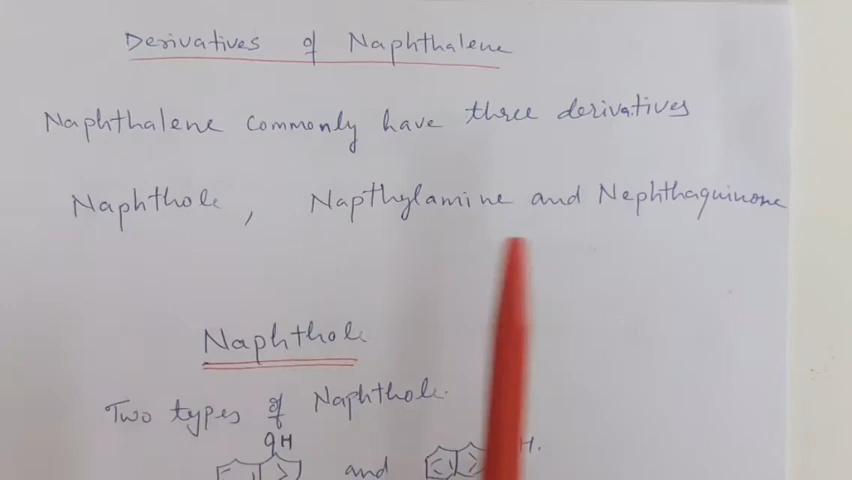 Derivatives of Naphthalene
Naphthalene commonly have three derivatives
Naphthole, Napthylamine and Nephthaquinone
Naphthole
Two types of Naphthole.
OH
and
H.